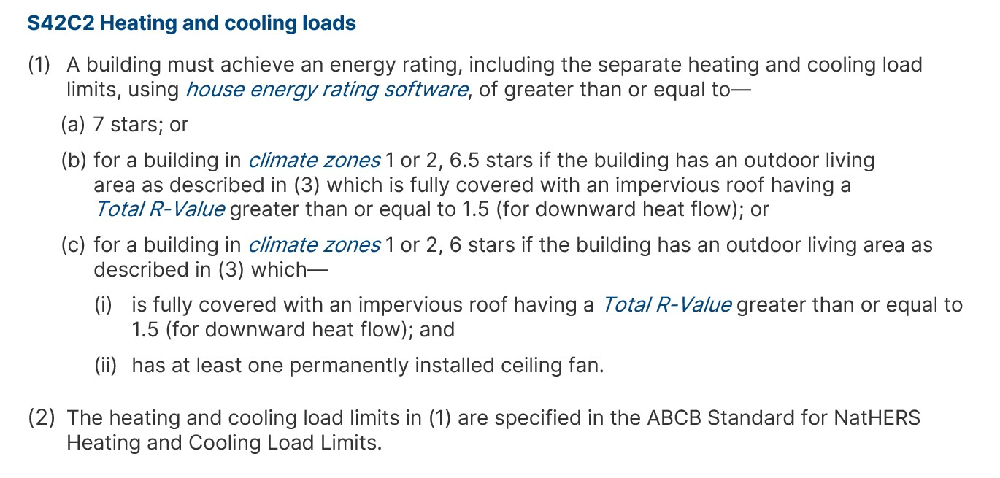 S42C2 Heating and cooling loads
(1) A building must achieve an energy rating, including the separate heating and cooling load
limits, using house energy rating software, of greater than or equal to—
(a) 7 stars; or
(b) for a building in climate zones 1 or 2, 6.5 stars if the building has an outdoor living
area as described in (3) which is fully covered with an impervious roof having a
Total R-Value greater than or equal to 1.5 (for downward heat flow); or
(c) for a building in climate zones 1 or 2, 6 stars if the building has an outdoor living area as
described in (3) which—
(i) is fully covered with an impervious roof having a Total R-Value greater than or equal to
1.5 (for downward heat flow); and
(ii) has at least one permanently installed ceiling fan.
(2) The heating and cooling load limits in (1) are specified in the ABCB Standard for NatHERS
Heating and Cooling Load Limits.